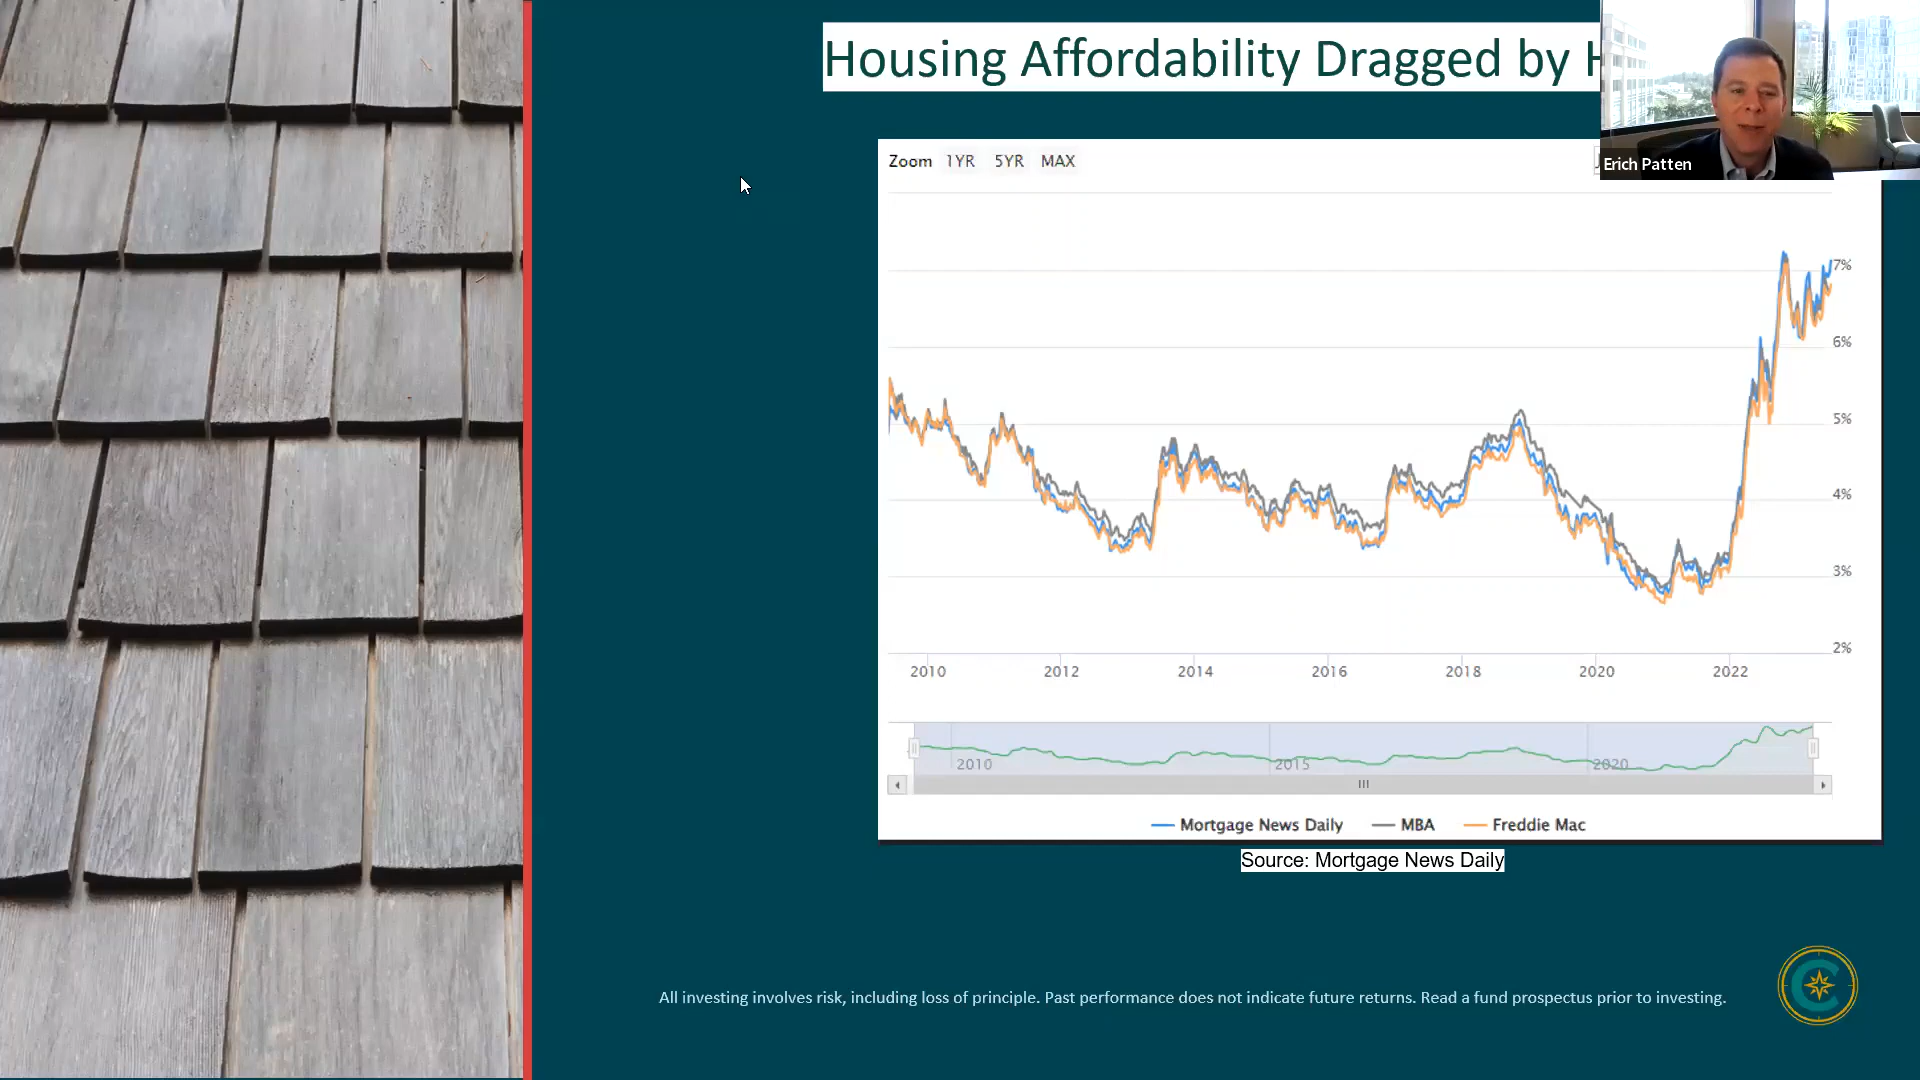 Housing Affordability Dragged by H
Erich Patten
Zoom 1YR 5YR MAX
7%
6%
5%
4%
3%
2%
2010 2012 2014 2016 2018 2020 2022
2010 2015 2020
Mortgage News Daily MBA Freddie Mac
Source: Mortgage News Daily
All investing involves risk, including loss of principle. Past performance does not indicate future returns. Read a fund prospectus prior to investing.